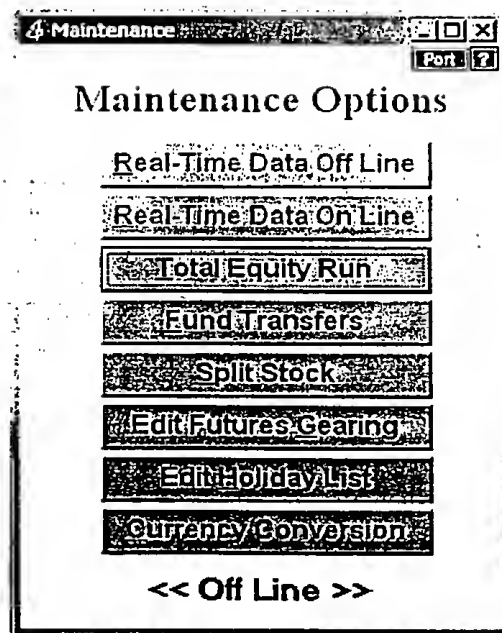 Maintenance
Port ?
Maintenance Options
Real-Time Data Off Line
Real-Time Data On Line
Total Equity Run
Fund Transfers
Split Stock
Edit Futures Gearing
Edit Holiday List
Currency Conversion
<< Off Line >>